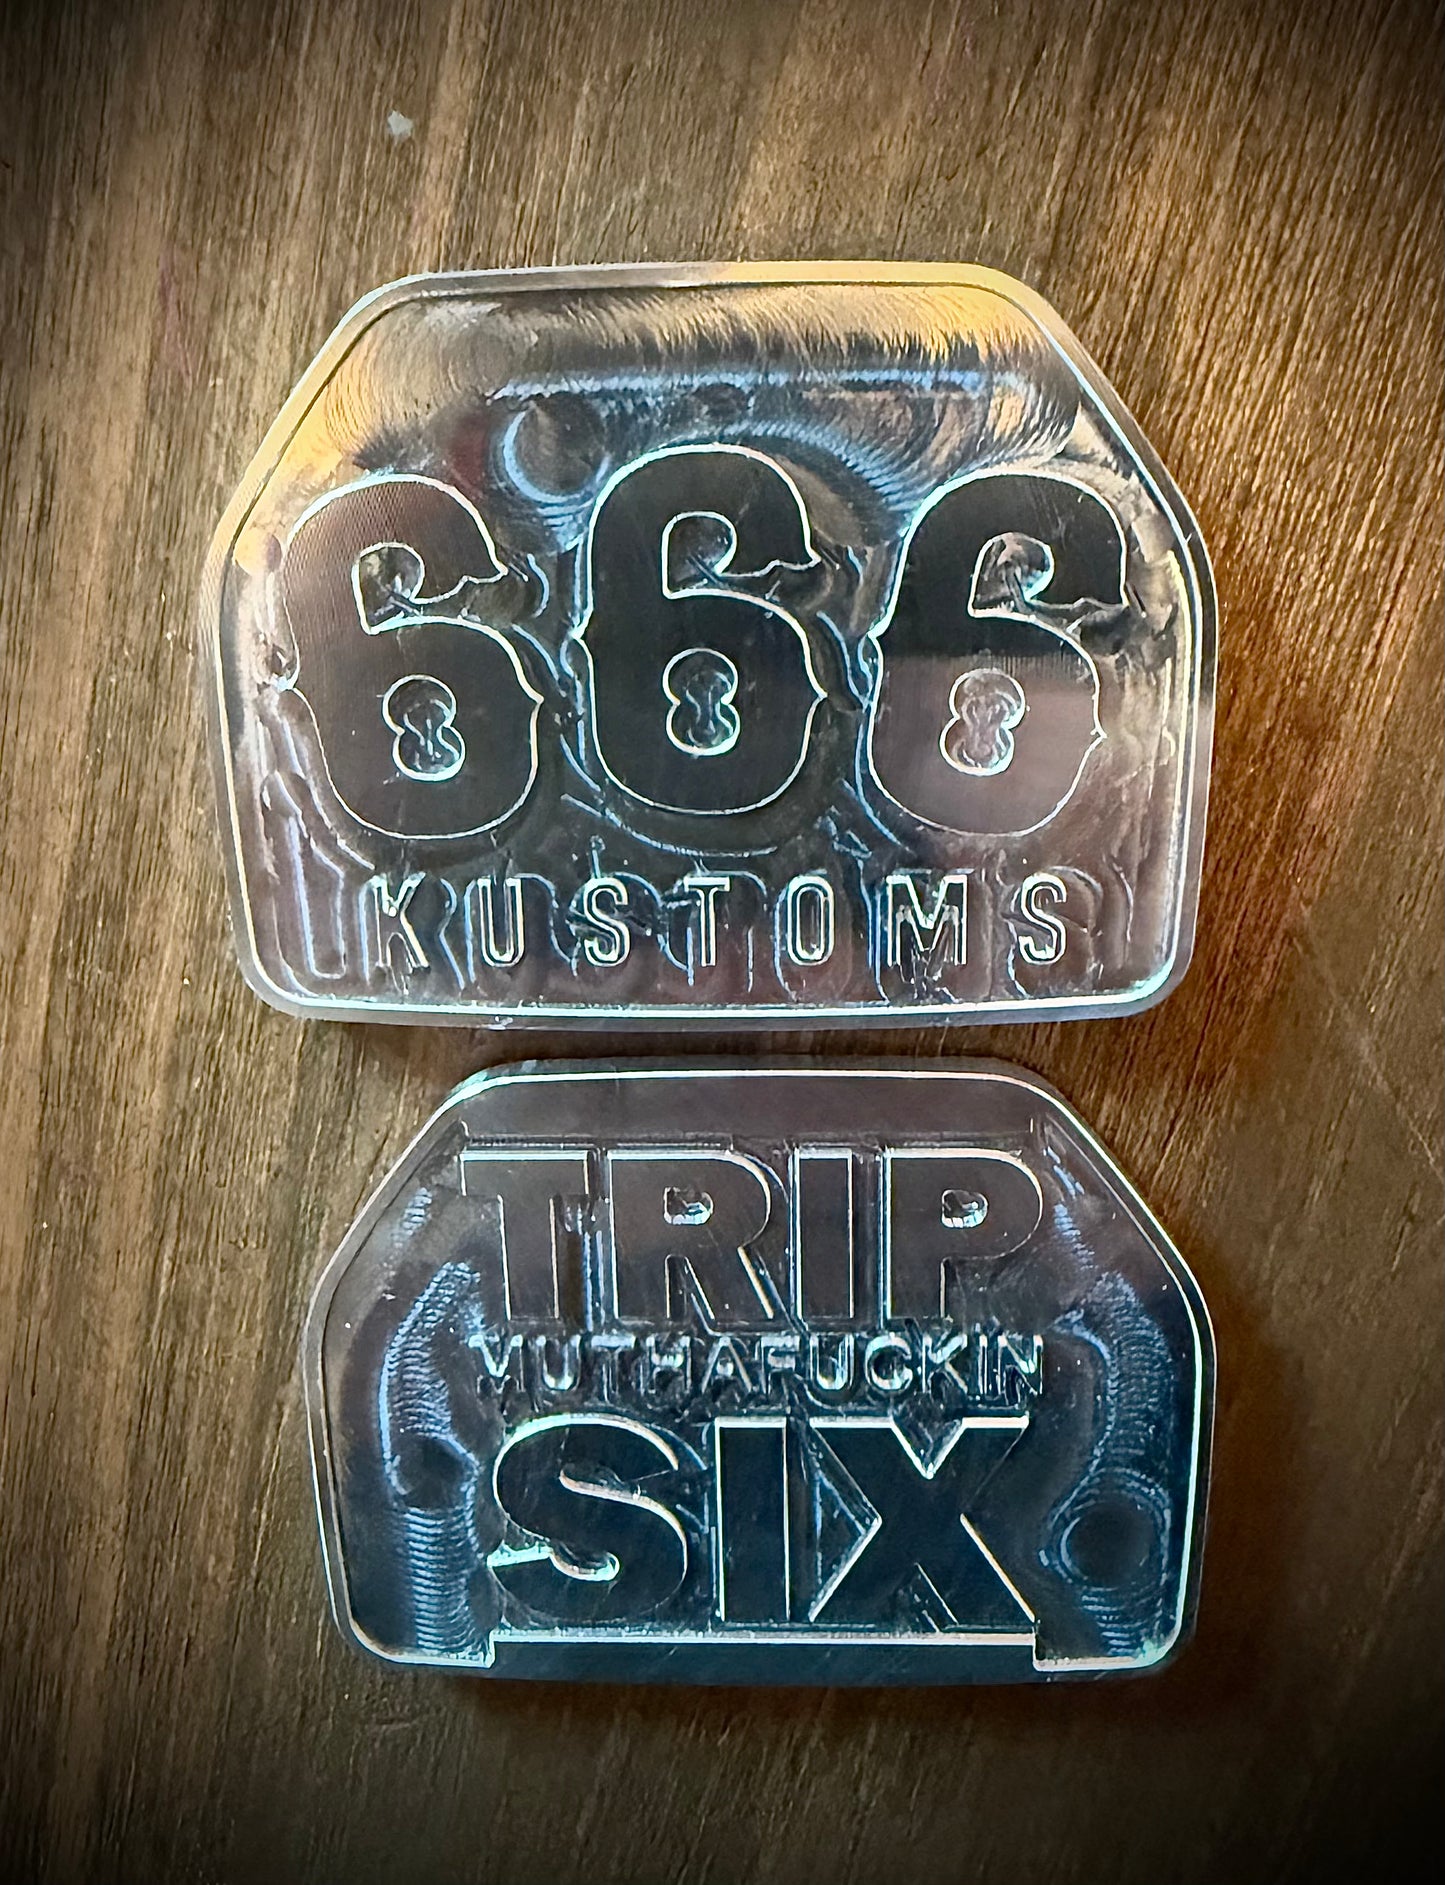 666
KUSTOMS
TRIP
MUTHAFUCKIN
SIX